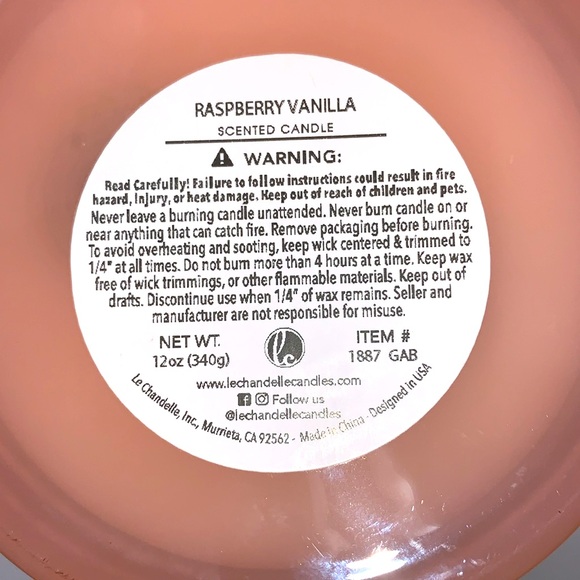 RASPBERRY VANILLA
SCENTED CANDLE
⚠ WARNING:
Read Carefully! Failure to follow instructions could result in fire
hazard, Injury, or heat damage. Keep out of reach of children and pets.
Never leave a burning candle unattended. Never burn candle on or
near anything that can catch fire. Remove packaging before burning.
To avoid overheating and sooting, keep wick centered & trimmed to
1/4" at all times. Do not burn more than 4 hours at a time. Keep wax
free of wick trimmings, or other flammable materials. Keep out of
drafts. Discontinue use when 1/4" of wax remains. Seller and
manufacturer are not responsible for misuse.
NET WT.
12oz (340g)
lc
ITEM #
1887 GAB
www.lechandellecandles.com
Follow us
@lechandellecandles
Le Chandelle, Inc., Murrieta, CA 92562 - Made in China - Designed in USA